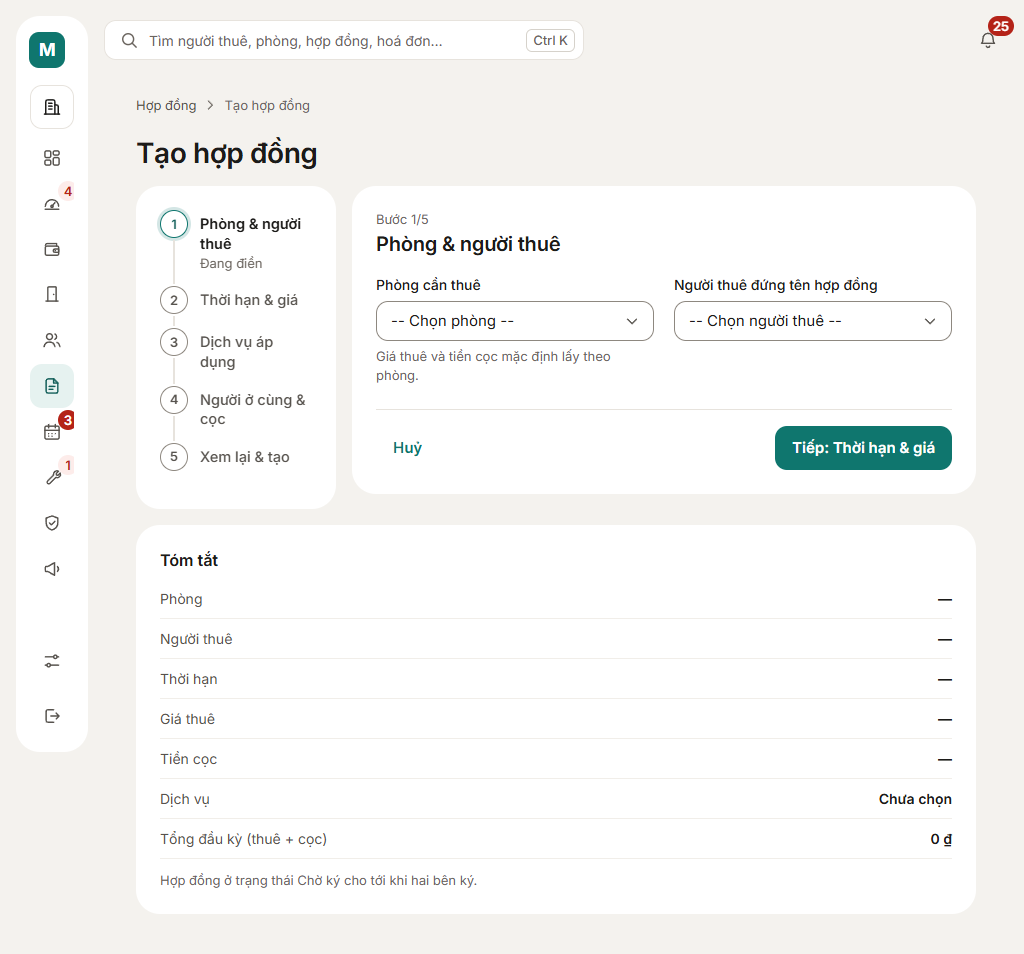 M
Tìm người thuê, phòng, hợp đồng, hoá đơn...
Ctrl K
25
4
3
1
Hợp đồng > Tạo hợp đồng
Tạo hợp đồng
1
Phòng & người
thuê
Đang điền
2
Thời hạn & giá
3
Dịch vụ áp
dụng
4
Người ở cùng &
cọc
5
Xem lại & tạo
Bước 1/5
Phòng & người thuê
Phòng cần thuê
-- Chọn phòng --
Giá thuê và tiền cọc mặc định lấy theo
phòng.
Người thuê đứng tên hợp đồng
-- Chọn người thuê --
Huỷ
Tiếp: Thời hạn & giá
Tóm tắt
Phòng —
Người thuê —
Thời hạn —
Giá thuê —
Tiền cọc —
Dịch vụ Chưa chọn
Tổng đầu kỳ (thuê + cọc) 0 ₫
Hợp đồng ở trạng thái Chờ ký cho tới khi hai bên ký.